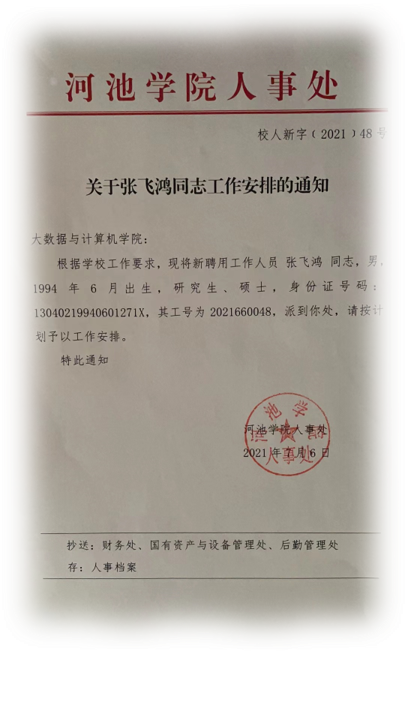 河池学院人事处
校人新字﹝2021﹞48号
关于张飞鸿同志工作安排的通知
大数据与计算机学院：
根据学校工作要求，现将新聘用工作人员 张飞鸿 同志，男，
1994 年 6 月出生，研究生、硕士，身份证号码：
13040219940601271X，其工号为 2021660048，派到你处，请按计
划予以工作安排。
特此通知
河池学院人事处
2021 年 7 月 6 日
抄送：财务处、国有资产与设备管理处、后勤管理处
存：人事档案